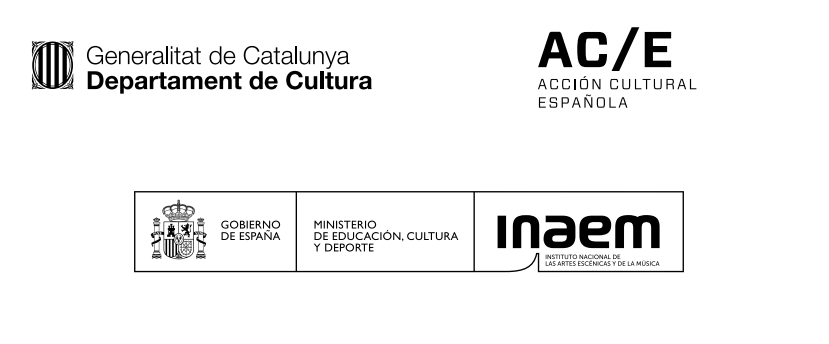 Generalitat de Catalunya
Departament de Cultura
AC/E
ACCIÓN CULTURAL
ESPAÑOLA
GOBIERNO
DE ESPAÑA
MINISTERIO
DE EDUCACIÓN, CULTURA
Y DEPORTE
inaem
INSTITUTO NACIONAL DE
LAS ARTES ESCÉNICAS Y DE LA MÚSICA